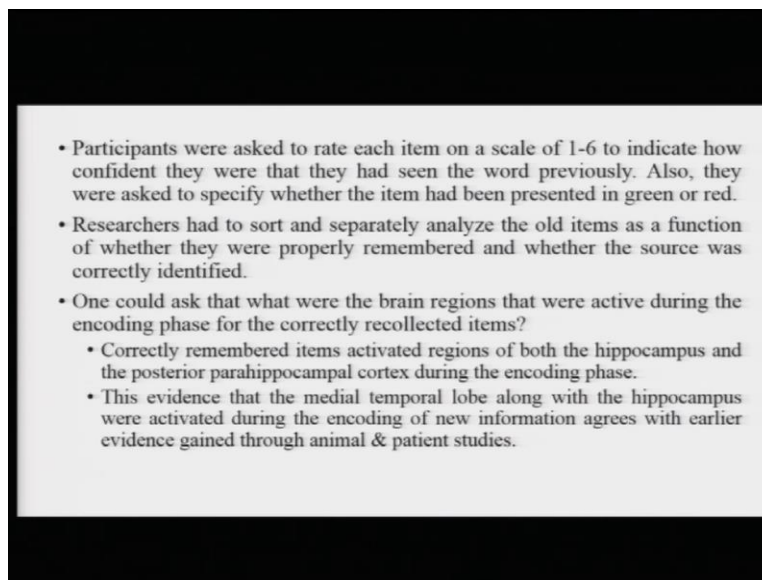 • Participants were asked to rate each item on a scale of 1-6 to indicate how
confident they were that they had seen the word previously. Also, they
were asked to specify whether the item had been presented in green or red.
• Researchers had to sort and separately analyze the old items as a function
of whether they were properly remembered and whether the source was
correctly identified.
• One could ask that what were the brain regions that were active during the
encoding phase for the correctly recollected items?
• Correctly remembered items activated regions of both the hippocampus and
the posterior parahippocampal cortex during the encoding phase.
• This evidence that the medial temporal lobe along with the hippocampus
were activated during the encoding of new information agrees with earlier
evidence gained through animal & patient studies.